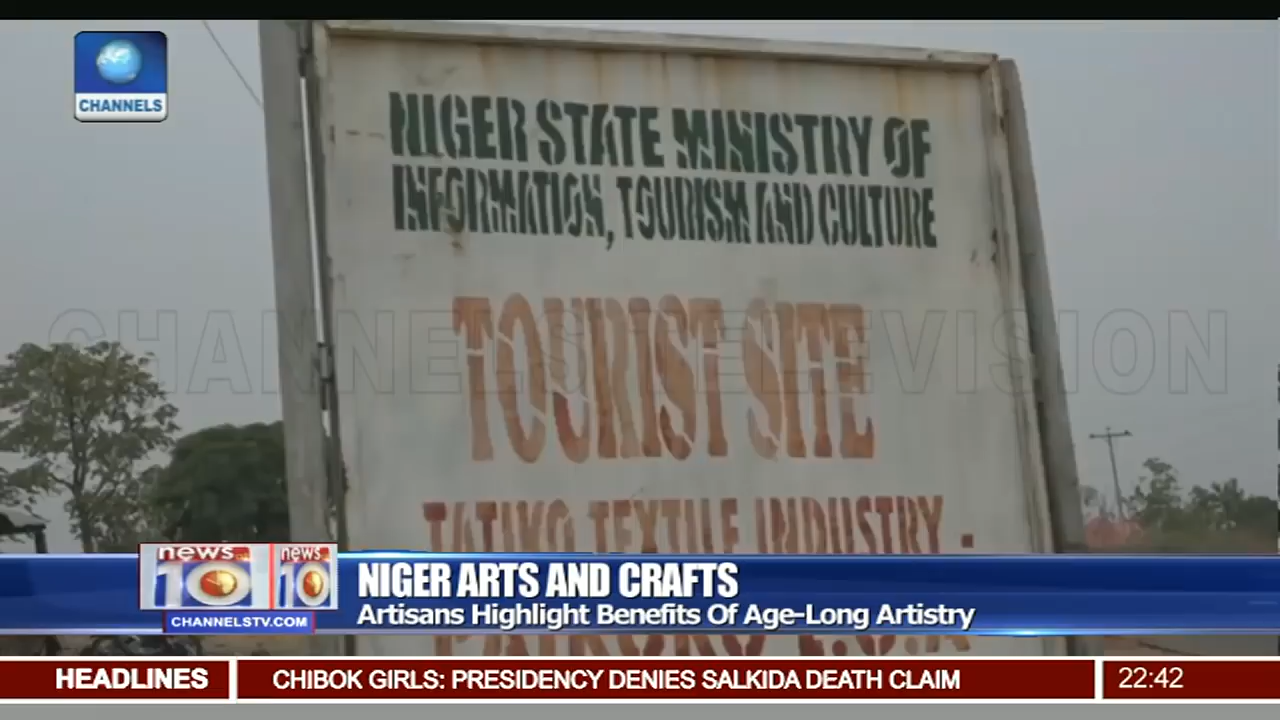 CHANNELS
NIGER STATE MINISTRY OF
INFORMATION, TOURISM AND CULTURE
CHANNELS TELEVISION
TOURIST SITE
TATIKO TEXTILE INDUSTRY -
news
10
news
10
CHANNELSTV.COM
NIGER ARTS AND CRAFTS
Artisans Highlight Benefits Of Age-Long Artistry
HEADLINES
CHIBOK GIRLS: PRESIDENCY DENIES SALKIDA DEATH CLAIM
22:42